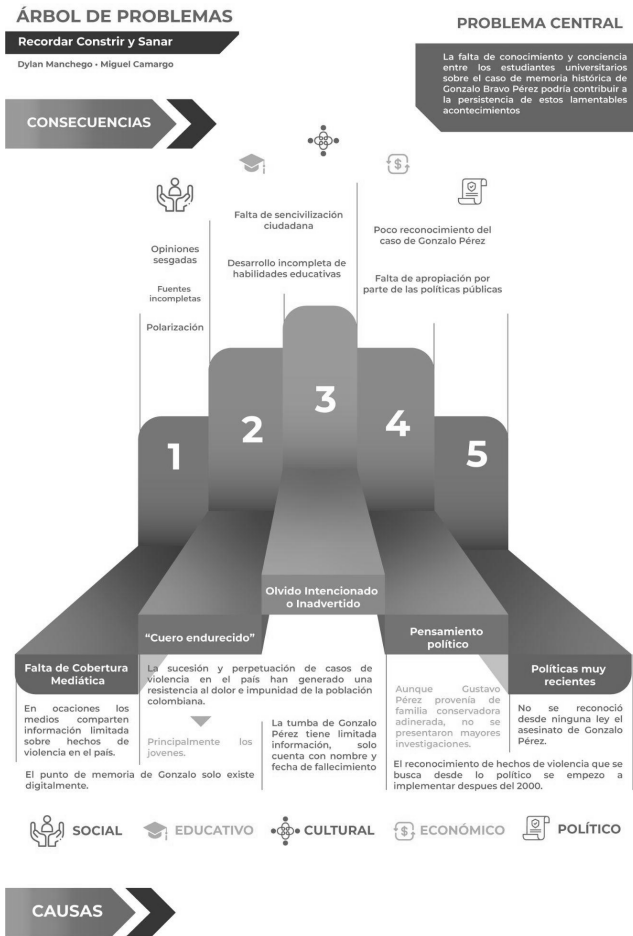 ÁRBOL DE PROBLEMAS
Recordar Constrir y Sanar
Dylan Manchego • Miguel Camargo
PROBLEMA CENTRAL
La falta de conocimiento y conciencia
entre los estudiantes universitarios
sobre el caso de memoria histórica de
Gonzalo Bravo Pérez podría contribuir a
la persistencia de estos lamentables
acontecimientos
CONSECUENCIAS
Opiniones
sesgadas
Fuentes
incompletas
Polarización
Falta de sencivilización
ciudadana
Desarrollo incompleta de
habilidades educativas
Poco reconocimiento del
caso de Gonzalo Pérez
Falta de apropiación por
parte de las políticas públicas
1
2
3
4
5
Falta de Cobertura
Mediática
En ocaciones los
medios comparten
información limitada
sobre hechos de
violencia en el país.
El punto de memoria de Gonzalo solo existe
digitalmente.
“Cuero endurecido”
La sucesión y perpetuación de casos de
violencia en el país han generado una
resistencia al dolor e impunidad de la población
colombiana.
Principalmente los
jovenes.
Olvido Intencionado
o Inadvertido
La tumba de Gonzalo
Pérez tiene limitada
información, solo
cuenta con nombre y
fecha de fallecimiento
Pensamiento
político
Aunque Gustavo
Pérez provenía de
familia conservadora
adinerada, no se
presentaron mayores
investigaciones.
El reconocimiento de hechos de violencia que se
busca desde lo político se empezo a
implementar despues del 2000.
Políticas muy
recientes
No se reconoció
desde ninguna ley el
asesinato de Gonzalo
Pérez.
SOCIAL
EDUCATIVO
CULTURAL
ECONÓMICO
POLÍTICO
CAUSAS